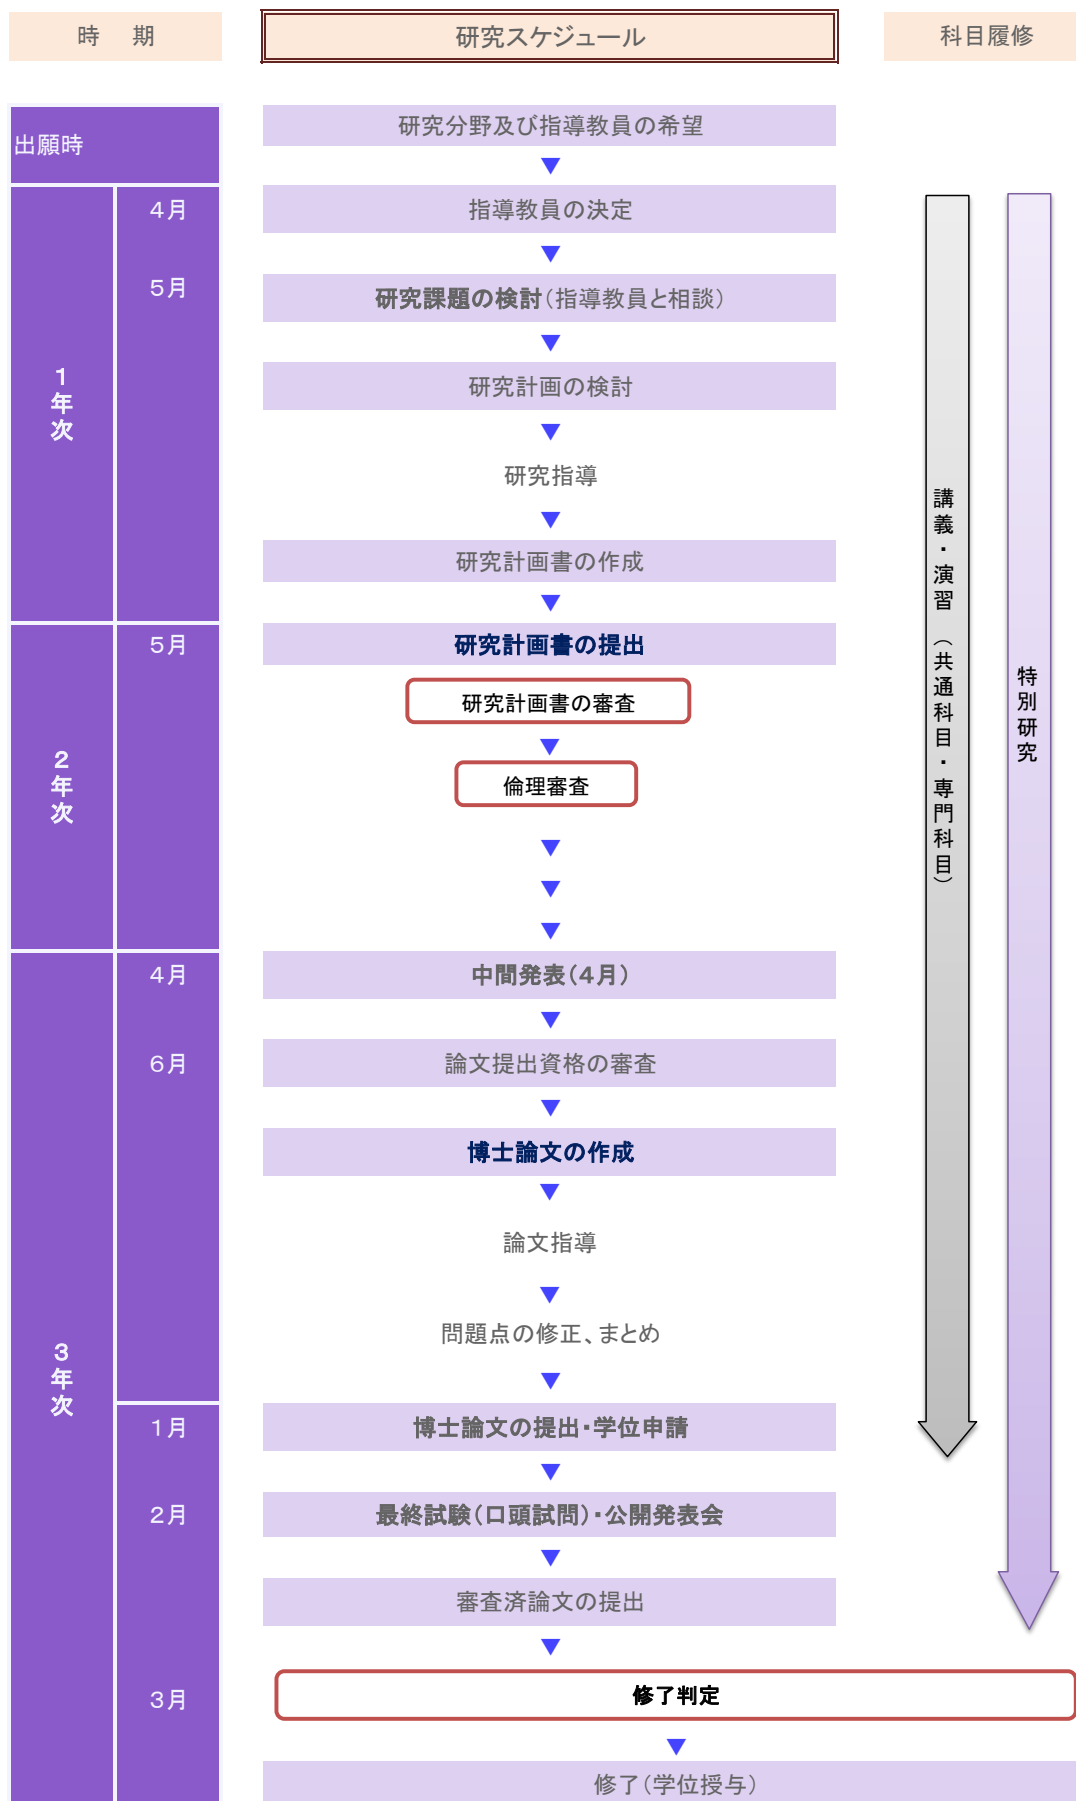 時　期
研究スケジュール
科目履修
出願時
研究分野及び指導教員の希望
1年次
4月
指導教員の決定
5月
研究課題の検討（指導教員と相談）
研究計画の検討
研究指導
研究計画書の作成
2年次
5月
研究計画書の提出
研究計画書の審査
倫理審査
3年次
4月
中間発表（4月）
6月
論文提出資格の審査
博士論文の作成
論文指導
問題点の修正、まとめ
1月
博士論文の提出・学位申請
2月
最終試験（口頭試問）・公開発表会
審査済論文の提出
3月
修了判定
修了（学位授与）
講義・演習　（共通科目・専門科目）
特別研究